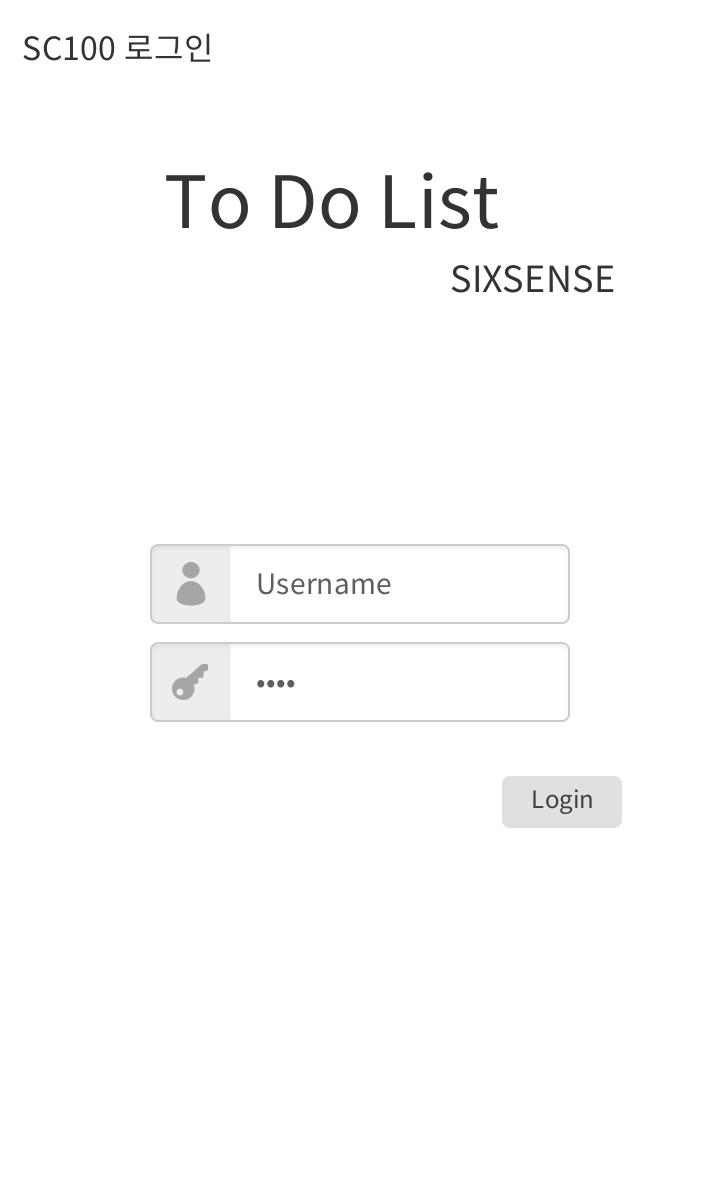 SC100 로그인
To Do List
SIXSENSE
Username
••••
Login